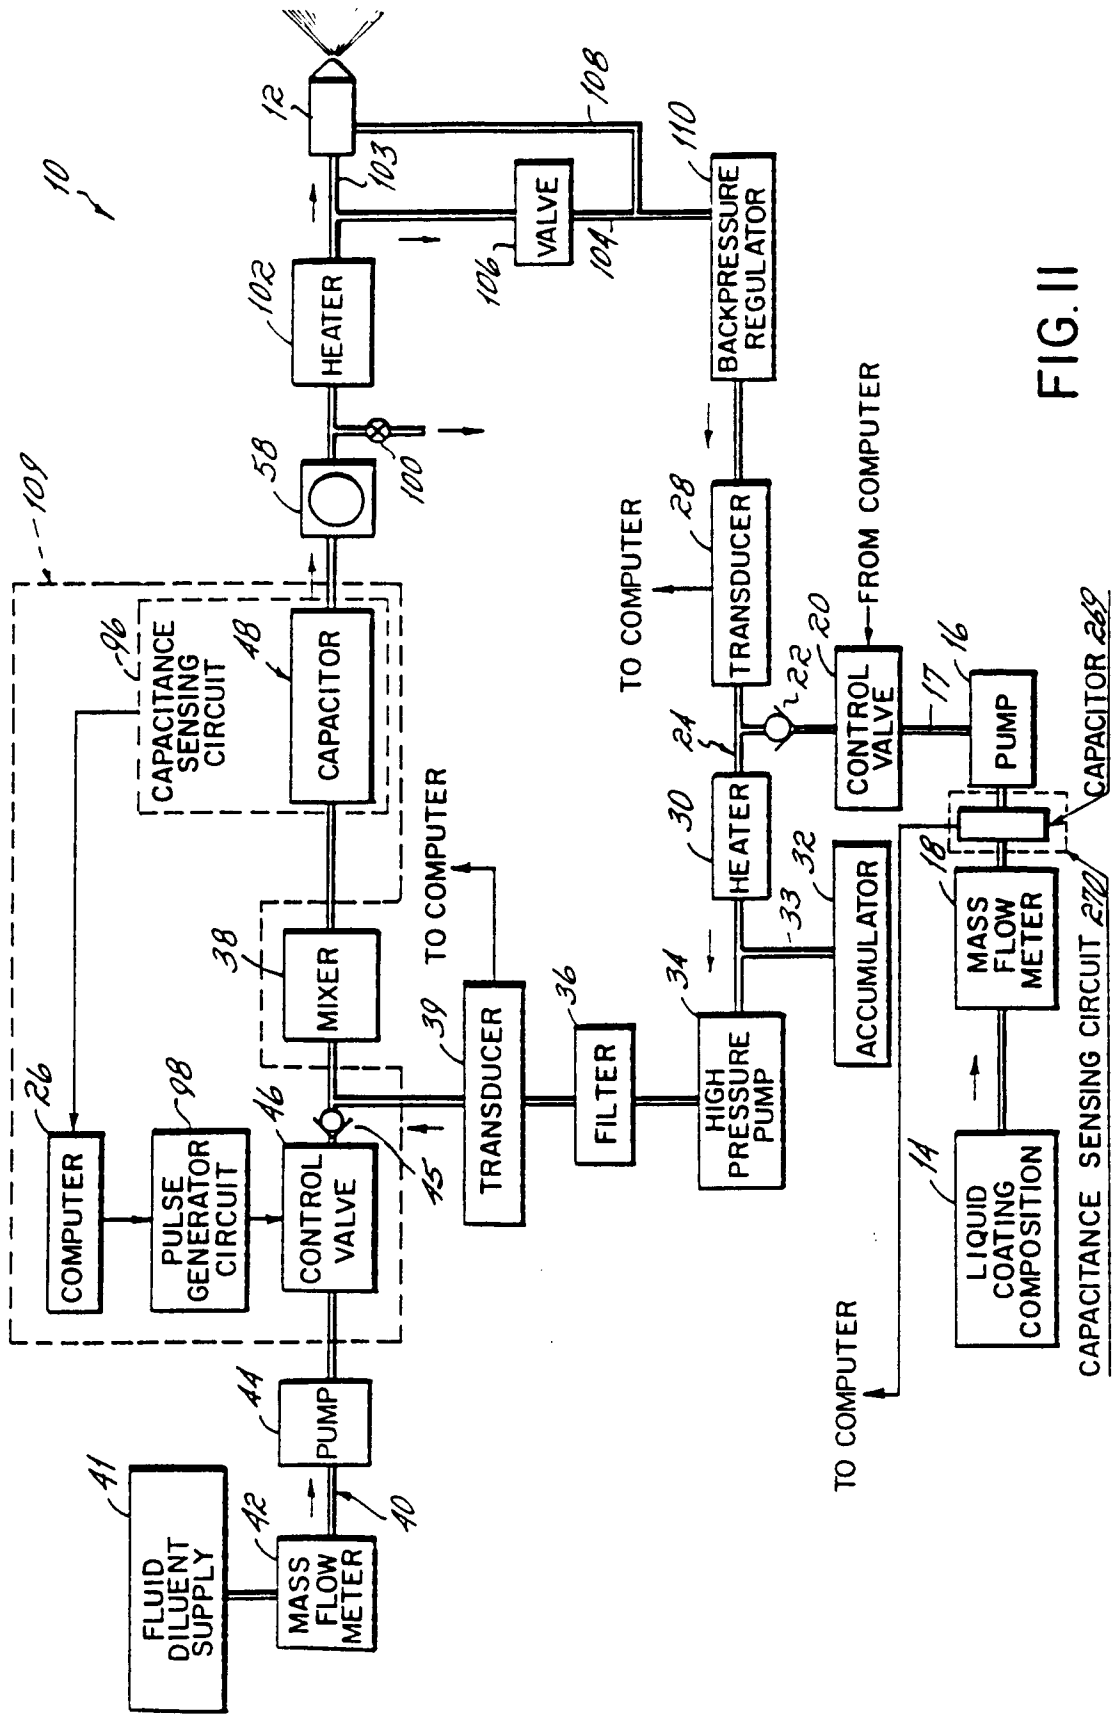 10
109
12
108
103
102
HEATER
100
58
96
CAPACITANCE
SENSING
CIRCUIT
48
CAPACITOR
38
MIXER
26
COMPUTER
98
PULSE
GENERATOR
CIRCUIT
46
CONTROL
VALVE
45
44
PUMP
40
41
FLUID
DILUENT
SUPPLY
42
MASS
FLOW
METER
106
VALVE
104
110
BACKPRESSURE
REGULATOR
TO COMPUTER
28
TRANSDUCER
24
22
20
CONTROL
VALVE
FROM COMPUTER
30
HEATER
33
32
ACCUMULATOR
34
HIGH
PRESSURE
PUMP
36
FILTER
39
TRANSDUCER
TO COMPUTER
17
16
PUMP
CAPACITOR 269
18
MASS
FLOW
METER
14
LIQUID
COATING
COMPOSITION
CAPACITANCE SENSING CIRCUIT 270
TO COMPUTER
FIG. 11